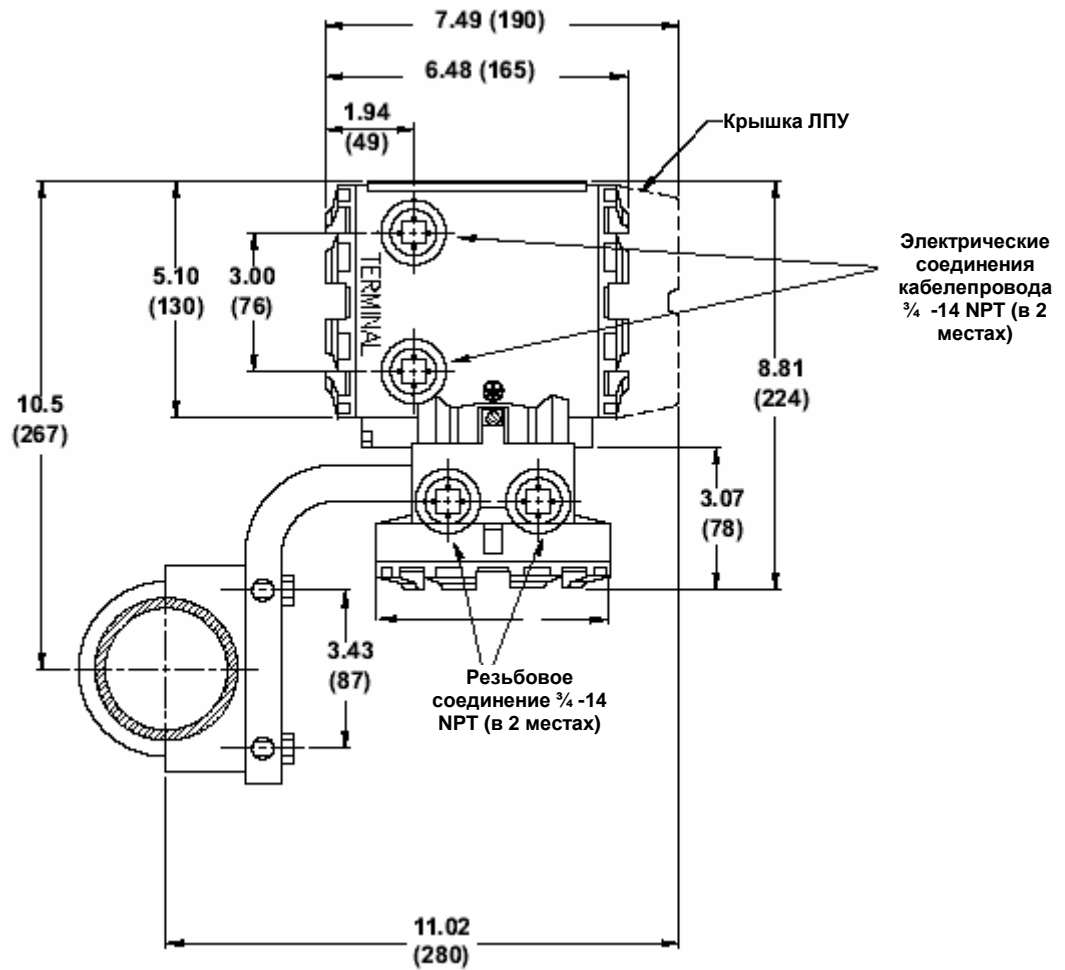 7.49 (190)
6.48 (165)
1.94
(49)
Крышка ЛПУ
Электрические
соединения
кабелепровода
¾ -14 NPT (в 2
местах)
5.10
(130)
3.00
(76)
TERMINAL
8.81
(224)
10.5
(267)
3.07
(78)
3.43
(87)
Резьбовое
соединение ¾ -14
NPT (в 2 местах)
11.02
(280)